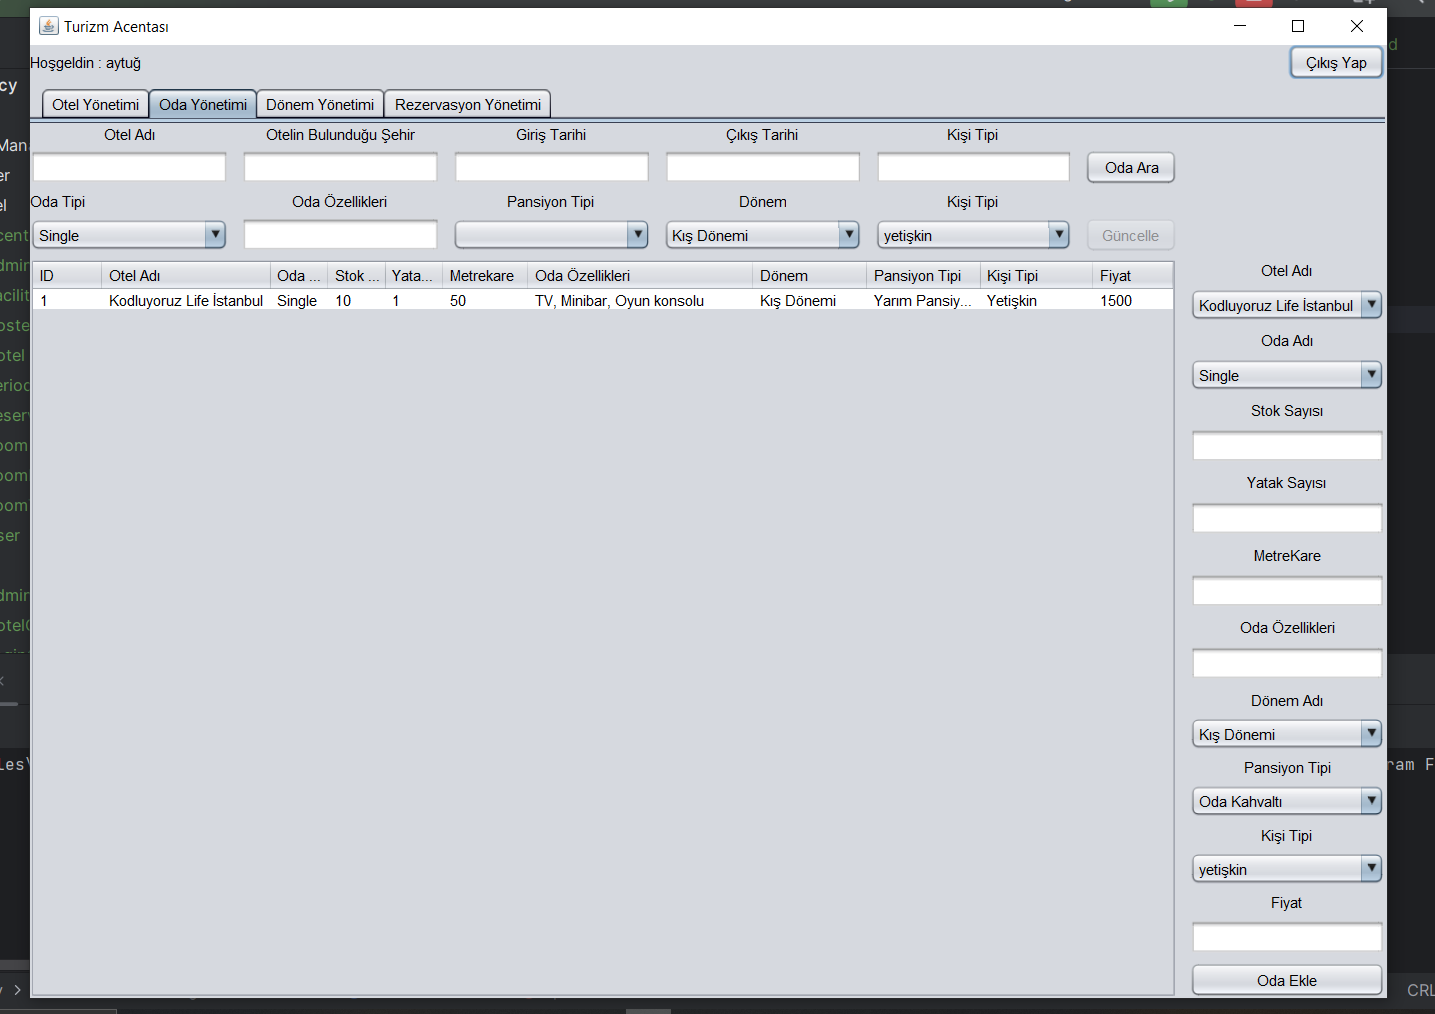 Turizm Acentası
Hoşgeldin : aytuğ
Çıkış Yap
Otel Yönetimi
Oda Yönetimi
Dönem Yönetimi
Rezervasyon Yönetimi
Otel Adı
Otelin Bulunduğu Şehir
Giriş Tarihi
Çıkış Tarihi
Kişi Tipi
Oda Ara
Oda Tipi
Oda Özellikleri
Pansiyon Tipi
Dönem
Kişi Tipi
Single
Kış Dönemi
yetişkin
Güncelle
ID Otel Adı Oda ... Stok ... Yata... Metrekare Oda Özellikleri Dönem Pansiyon Tipi Kişi Tipi Fiyat
1 Kodluyoruz Life İstanbul Single 10 1 50 TV, Minibar, Oyun konsolu Kış Dönemi Yarım Pansiy... Yetişkin 1500
Otel Adı
Kodluyoruz Life İstanbul
Oda Adı
Single
Stok Sayısı
Yatak Sayısı
MetreKare
Oda Özellikleri
Dönem Adı
Kış Dönemi
Pansiyon Tipi
Oda Kahvaltı
Kişi Tipi
yetişkin
Fiyat
Oda Ekle